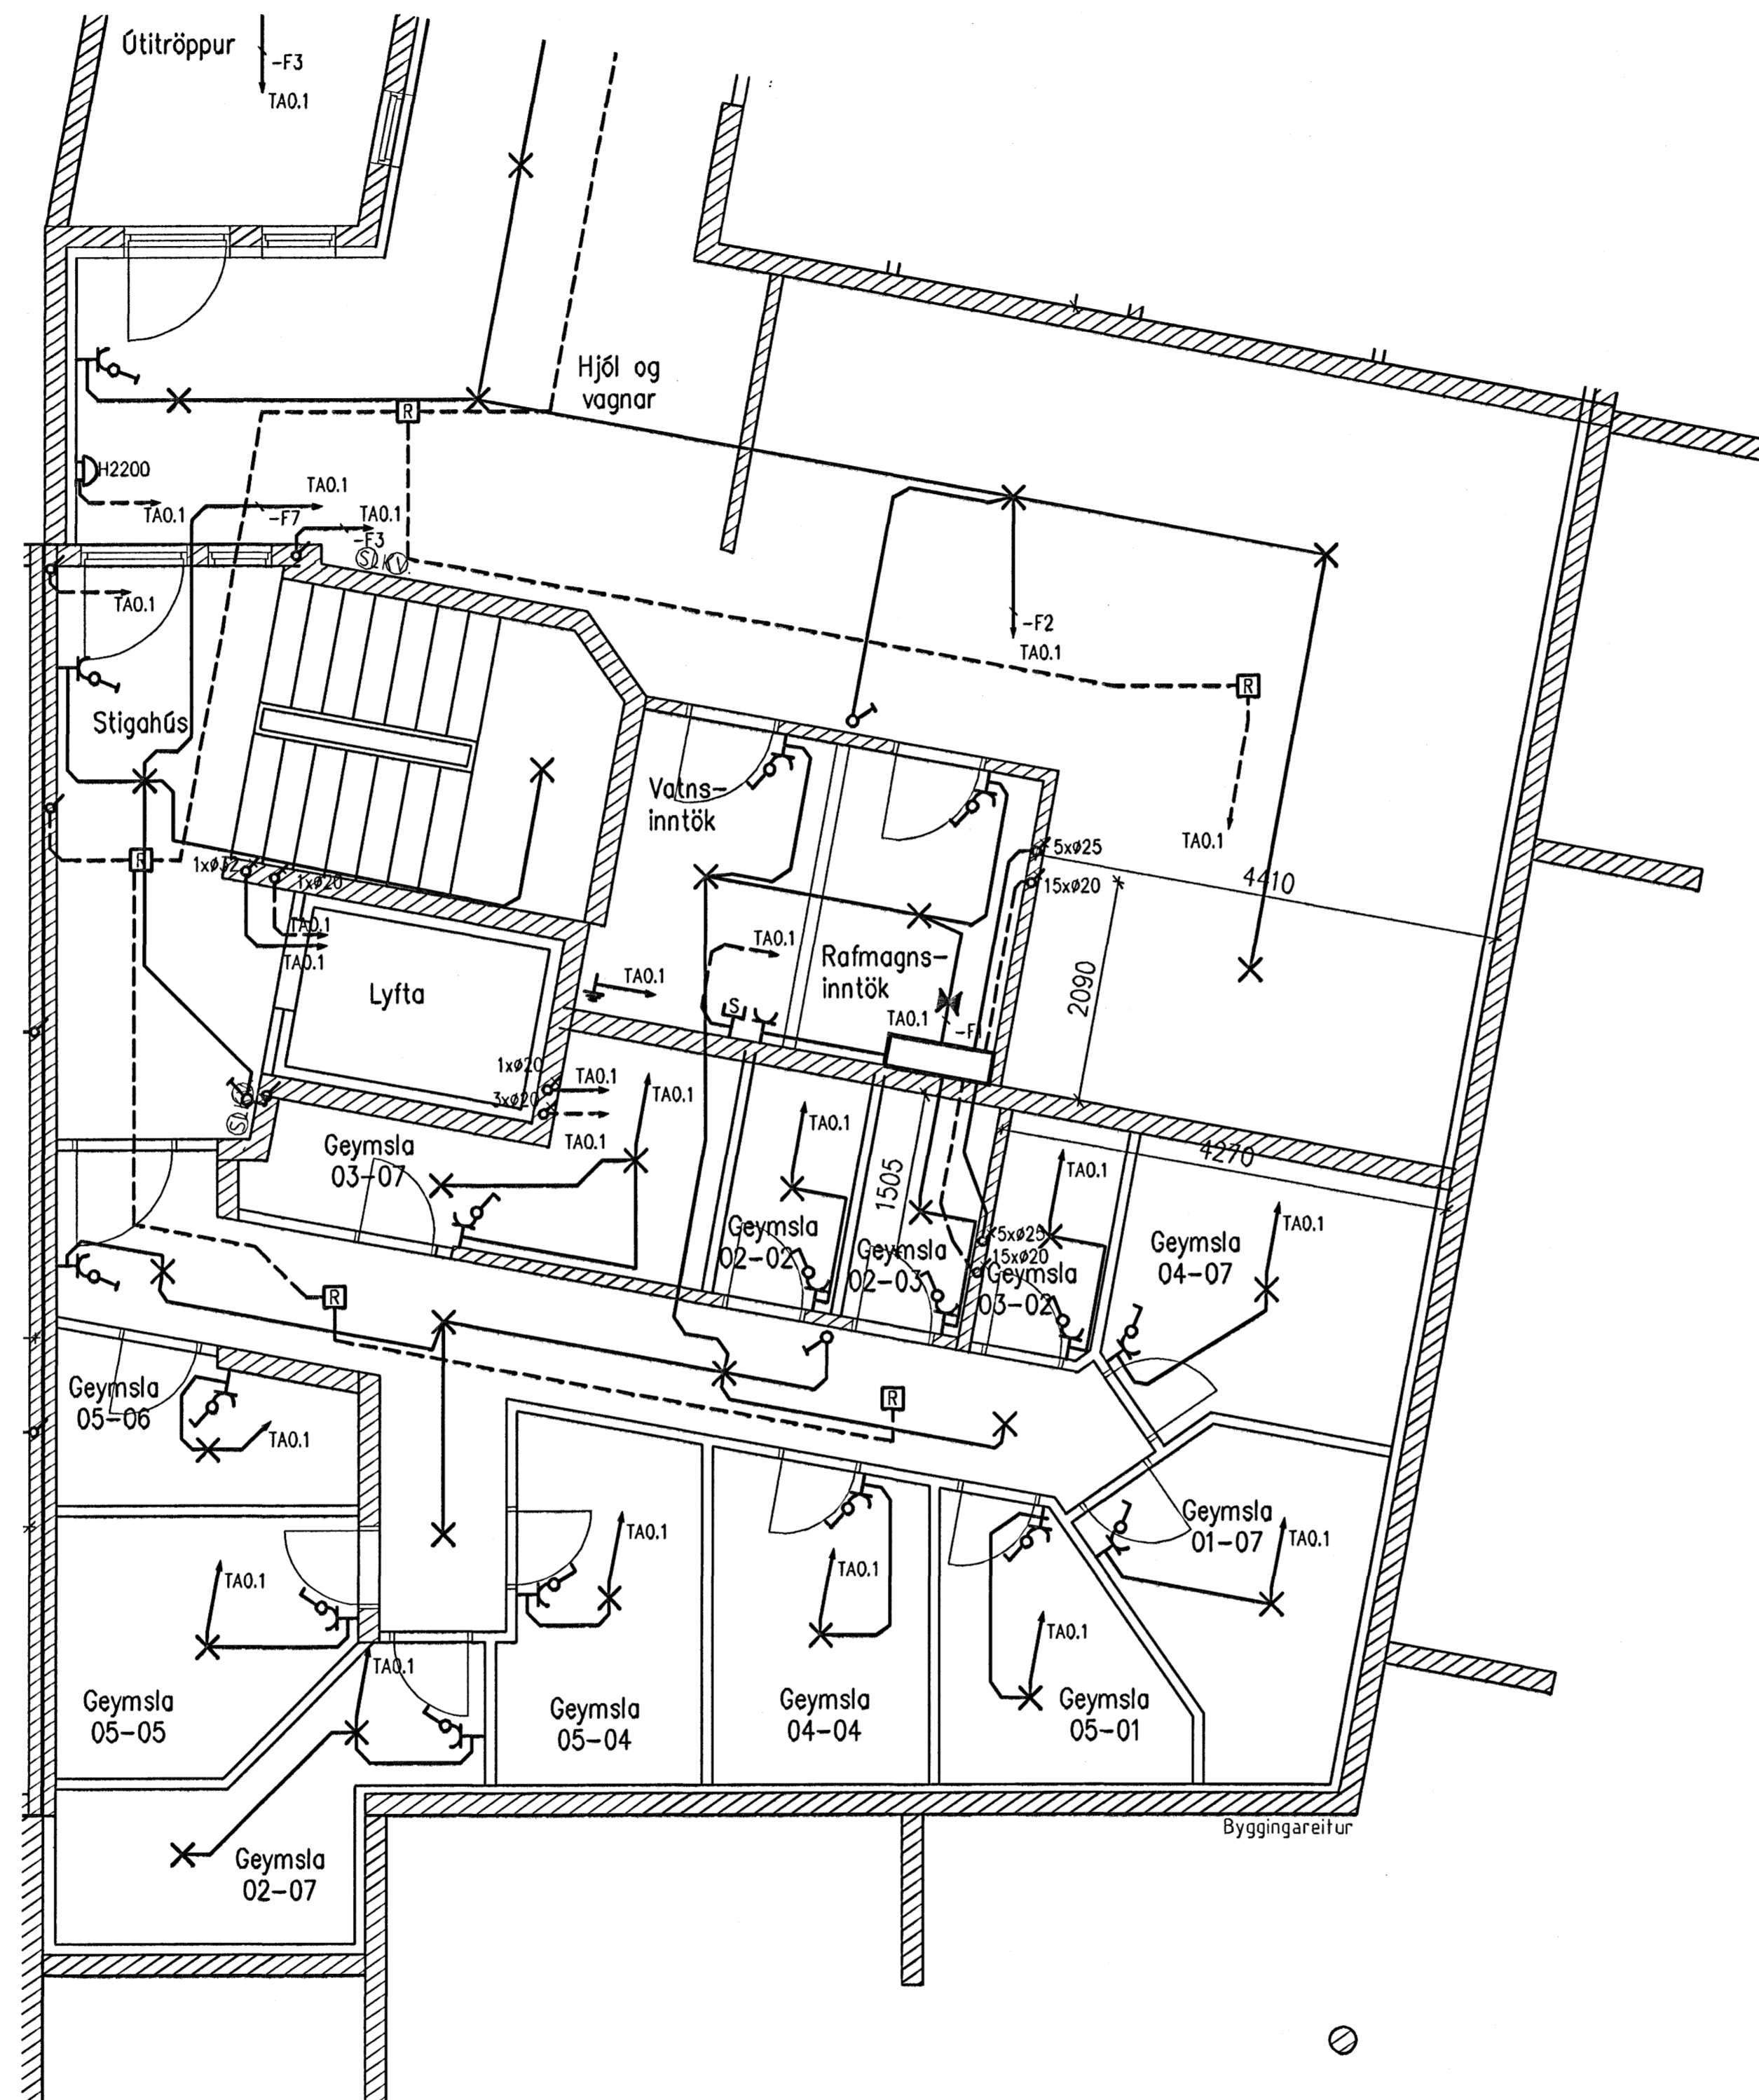 Útitröppur
-F3
TA0.1
Hjól og
vagnar
R
H2200
TA0.1
TA0.1
-F7
TA0.1
-F3
TA0.1
-F2
TA0.1
R
TA0.1
Stigahús
Vatns-
inntök
R
1xø32
1xø20
TA0.1
TA0.1
5xø25
15xø20
4410
2090
Lyfta
TA0.1
TA0.1
S
Rafmagns-
inntök
TA0.1
-F
1xø20
3xø20
TA0.1
TA0.1
TA0.1
TA0.1
TA0.1
4270
1505
Geymsla
03-07
Geymsla
02-02
Geymsla
02-03
5xø25
15xø20
Geymsla
03-02
Geymsla
04-07
TA0.1
R
R
Geymsla
05-06
TA0.1
TA0.1
Geymsla
05-05
TA0.1
TA0.1
Geymsla
05-04
TA0.1
Geymsla
04-04
TA0.1
Geymsla
05-01
Geymsla
01-07
TA0.1
Geymsla
02-07
Byggingareitur